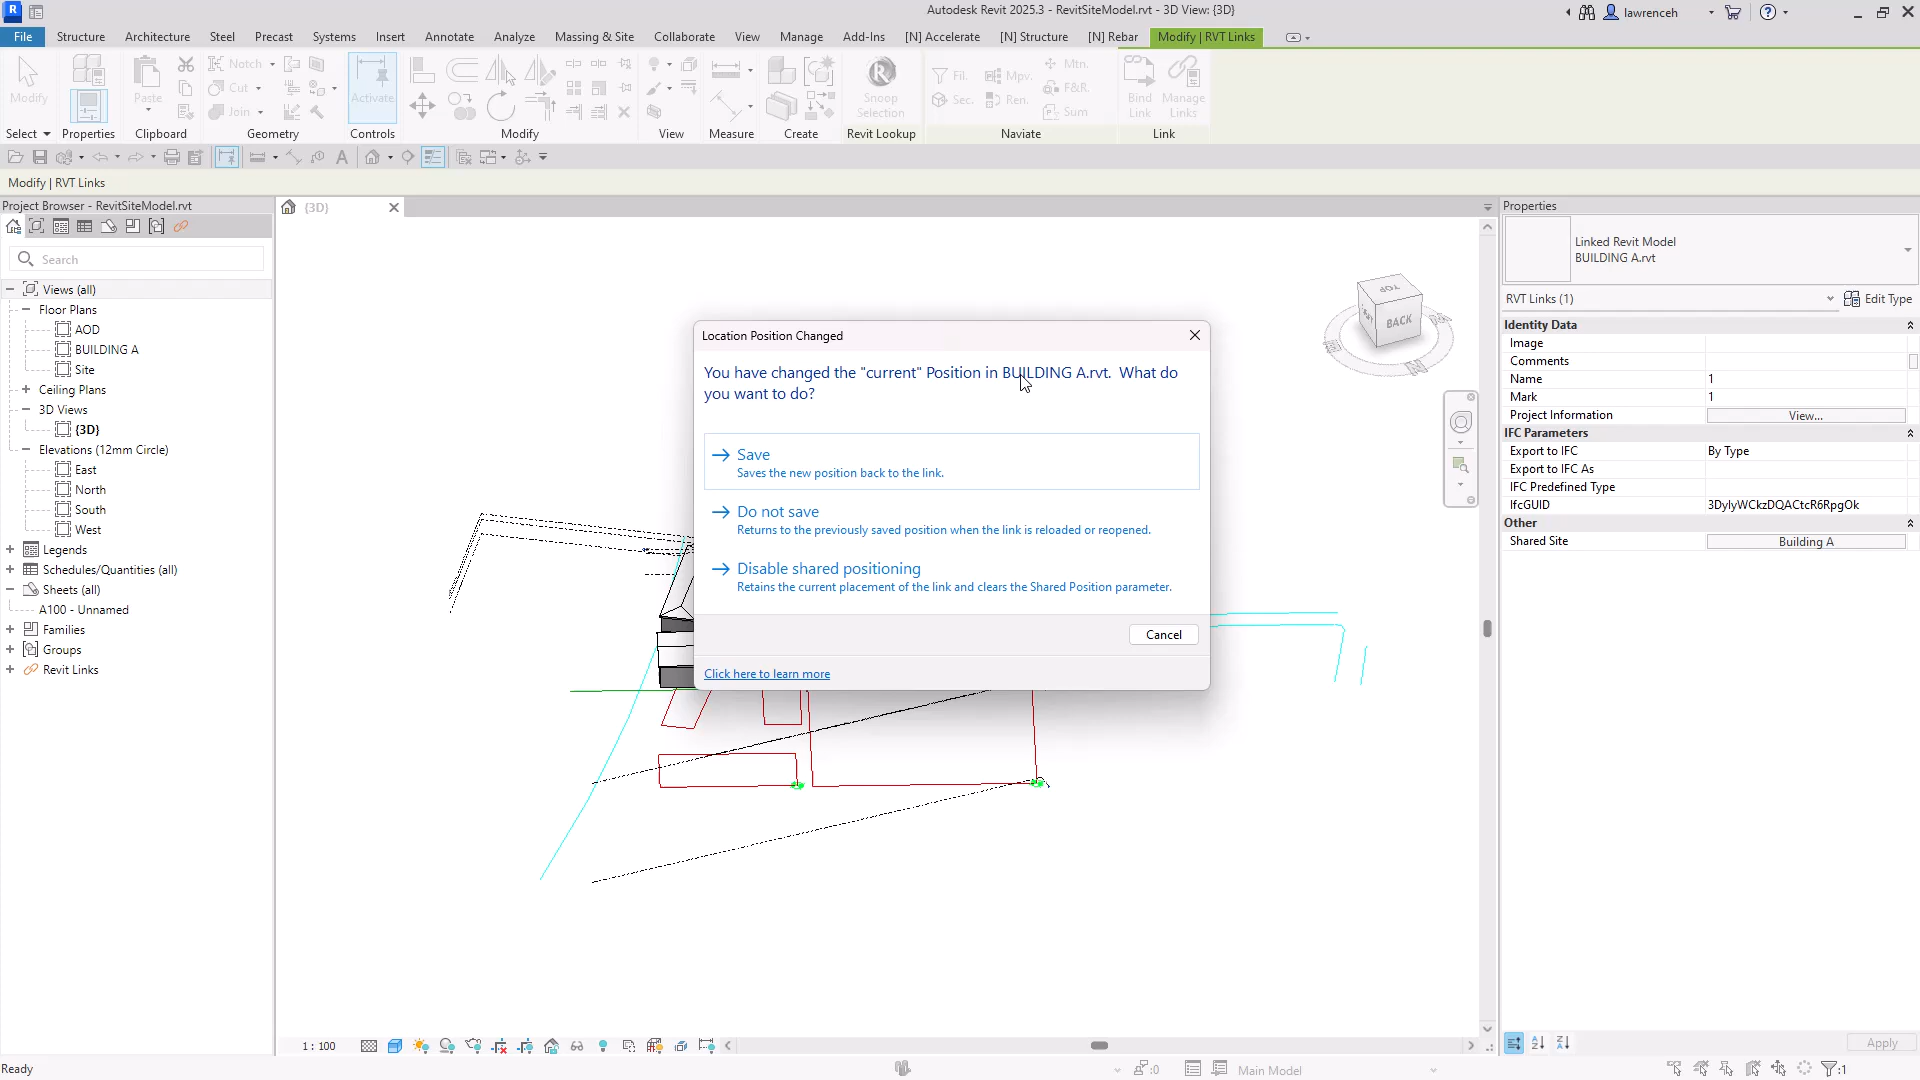 Autodesk Revit 2025.3 - RevitSiteModel.rvt - 3D View: {3D}
lawrenceh
File Structure Architecture Steel Precast Systems Insert Annotate Analyze Massing & Site Collaborate View Manage Add-Ins [N] Accelerate [N] Structure [N] Rebar Modify | RVT Links
Modify
Paste
Notch
Cut
Join
Activate
Snoop Selection
Fil. Mpv. Mtn.
Sec. Ren. F&R.
Sum
Bind Link
Manage Links
Select Properties Clipboard Geometry Controls Modify View Measure Create Revit Lookup Naviate Link
Modify | RVT Links
Project Browser - RevitSiteModel.rvt
Search
Views (all)
Floor Plans
AOD
BUILDING A
Site
Ceiling Plans
3D Views
{3D}
Elevations (12mm Circle)
East
North
South
West
Legends
Schedules/Quantities (all)
Sheets (all)
A100 - Unnamed
Families
Groups
Revit Links
{3D}
TOP
BACK
Location Position Changed
You have changed the "current" Position in BUILDING A.rvt. What do
you want to do?
Save
Saves the new position back to the link.
Do not save
Returns to the previously saved position when the link is reloaded or reopened.
Disable shared positioning
Retains the current placement of the link and clears the Shared Position parameter.
Cancel
Click here to learn more
Properties
Linked Revit Model
BUILDING A.rvt
RVT Links (1)
Edit Type
Identity Data
Image
Comments
Name 1
Mark 1
Project Information View...
IFC Parameters
Export to IFC By Type
Export to IFC As
IFC Predefined Type
IfcGUID 3DylyWCkzDQACtcR6RpgOk
Other
Shared Site Building A
Apply
1 : 100
Ready
:0
Main Model
:1